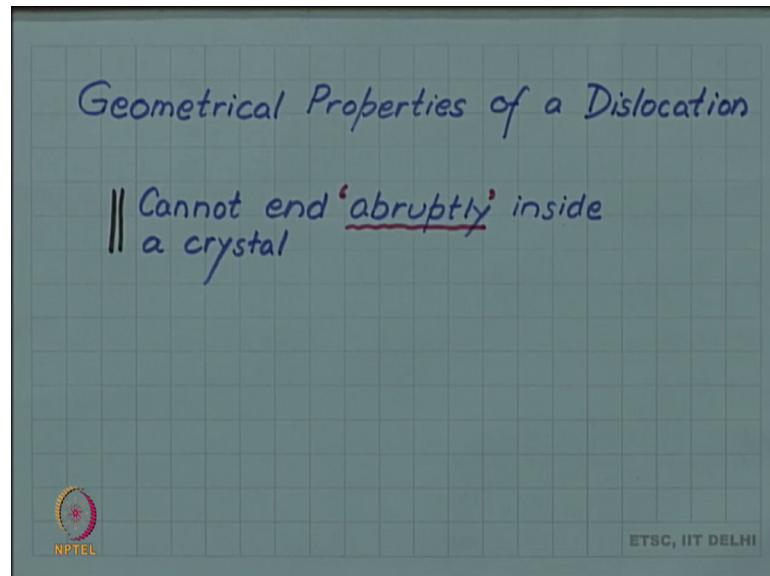 Geometrical Properties of a Dislocation
Cannot end 'abruptly' inside
a crystal
NPTEL
ETSC, IIT DELHI